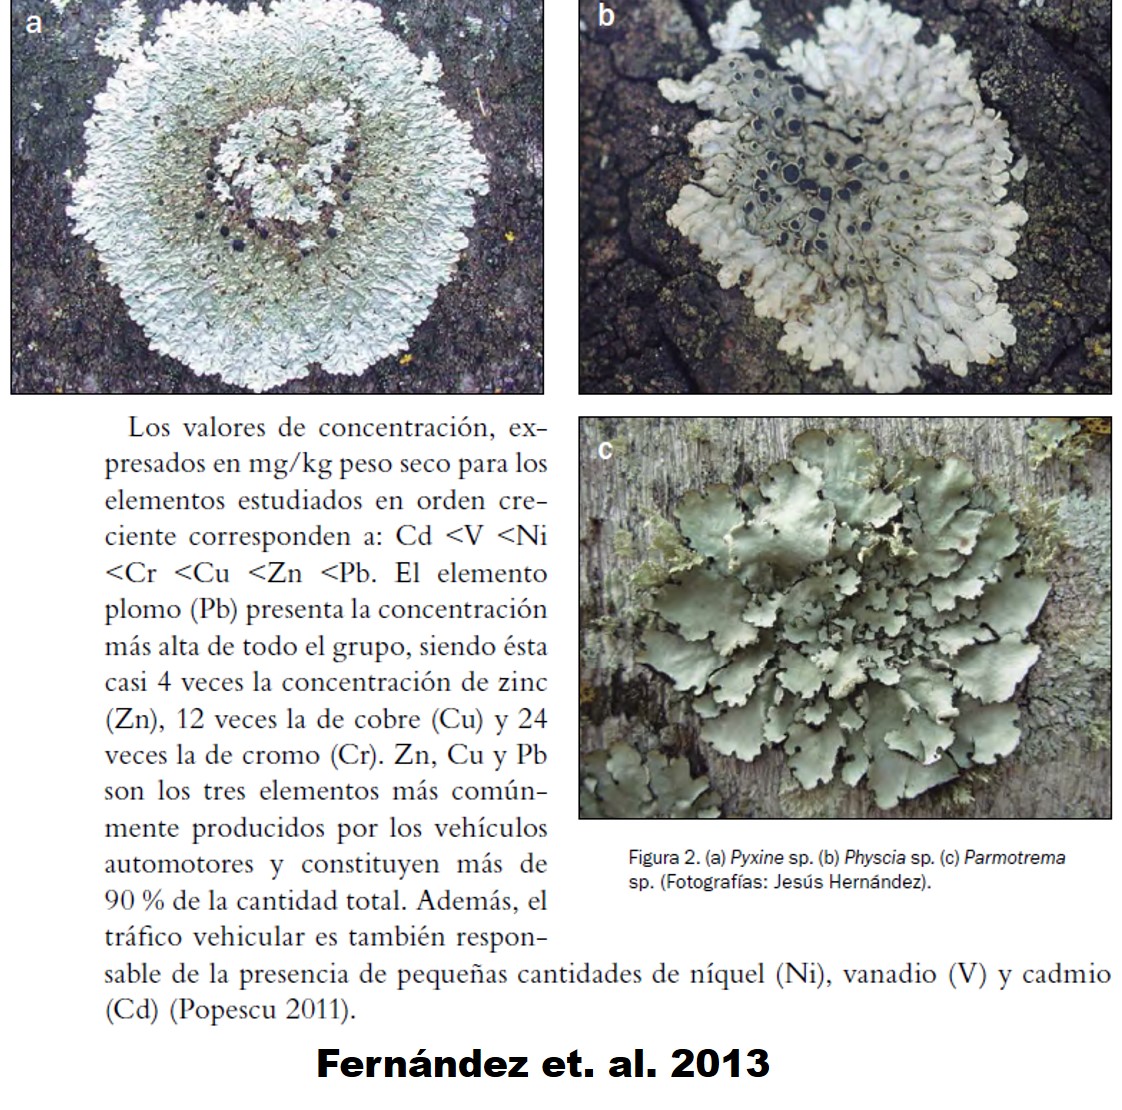 a
b
Los valores de concentración, ex-
presados en mg/kg peso seco para los
elementos estudiados en orden cre-
ciente corresponden a: Cd <V <Ni
<Cr <Cu <Zn <Pb. El elemento
plomo (Pb) presenta la concentración
más alta de todo el grupo, siendo ésta
casi 4 veces la concentración de zinc
(Zn), 12 veces la de cobre (Cu) y 24
veces la de cromo (Cr). Zn, Cu y Pb
son los tres elementos más común-
mente producidos por los vehículos
automotores y constituyen más de
90 % de la cantidad total. Además, el
tráfico vehicular es también respon-
sable de la presencia de pequeñas cantidades de níquel (Ni), vanadio (V) y cadmio
(Cd) (Popescu 2011).
c
Figura 2. (a) Pyxine sp. (b) Physcia sp. (c) Parmotrema
sp. (Fotografías: Jesús Hernández).
Fernández et. al. 2013